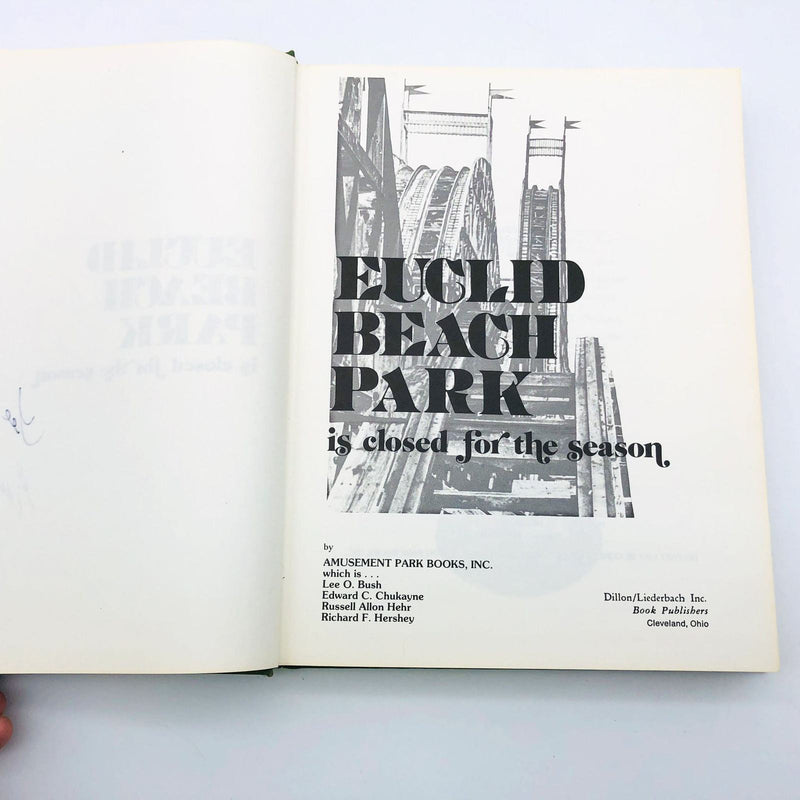 EUCLID
BEACH
PARK
is closed for the season
by
AMUSEMENT PARK BOOKS, INC.
which is . . .
Lee O. Bush
Edward C. Chukayne
Russell Allon Hehr
Richard F. Hershey
Dillon/Liederbach Inc.
Book Publishers
Cleveland, Ohio